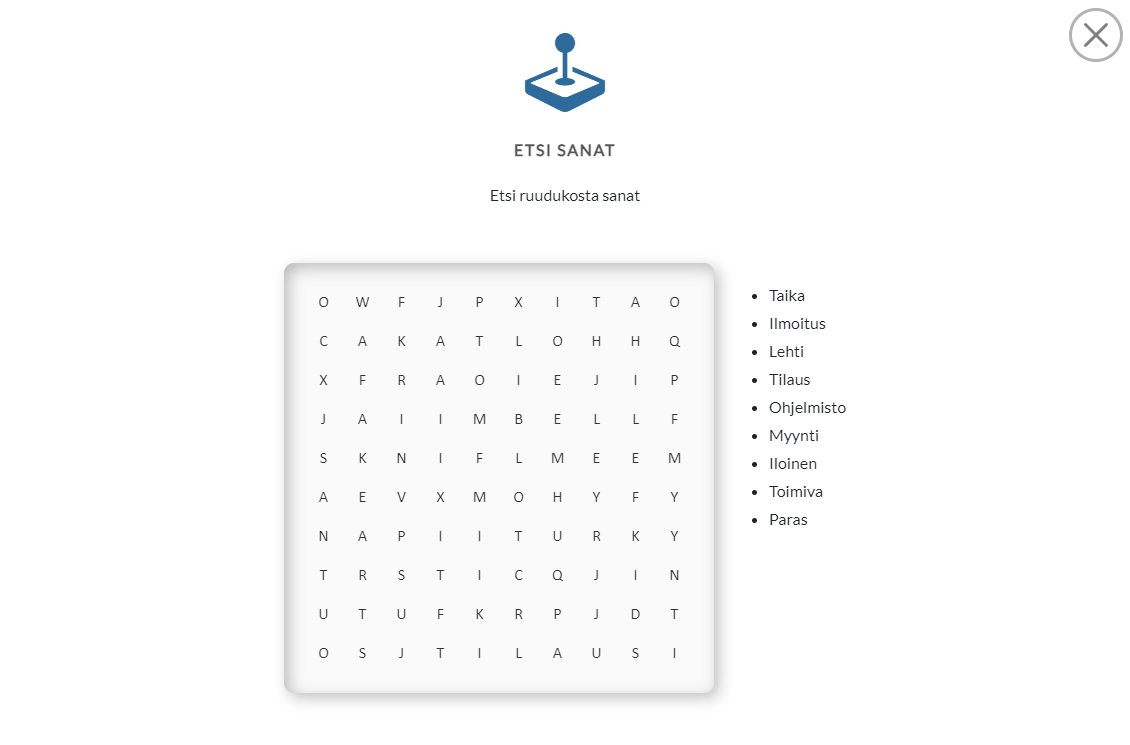 ETSI SANAT
Etsi ruudukosta sanat
O W F J P X I T A O
C A K A T L O H H Q
X F R A O I E J I P
J A I I M B E L L F
S K N I F L M E E M
A E V X M O H Y F Y
N A P I I T U R K Y
T R S T I C Q J I N
U T U F K R P J D T
O S J T I L A U S I
Taika
Ilmoitus
Lehti
Tilaus
Ohjelmisto
Myynti
Iloinen
Toimiva
Paras